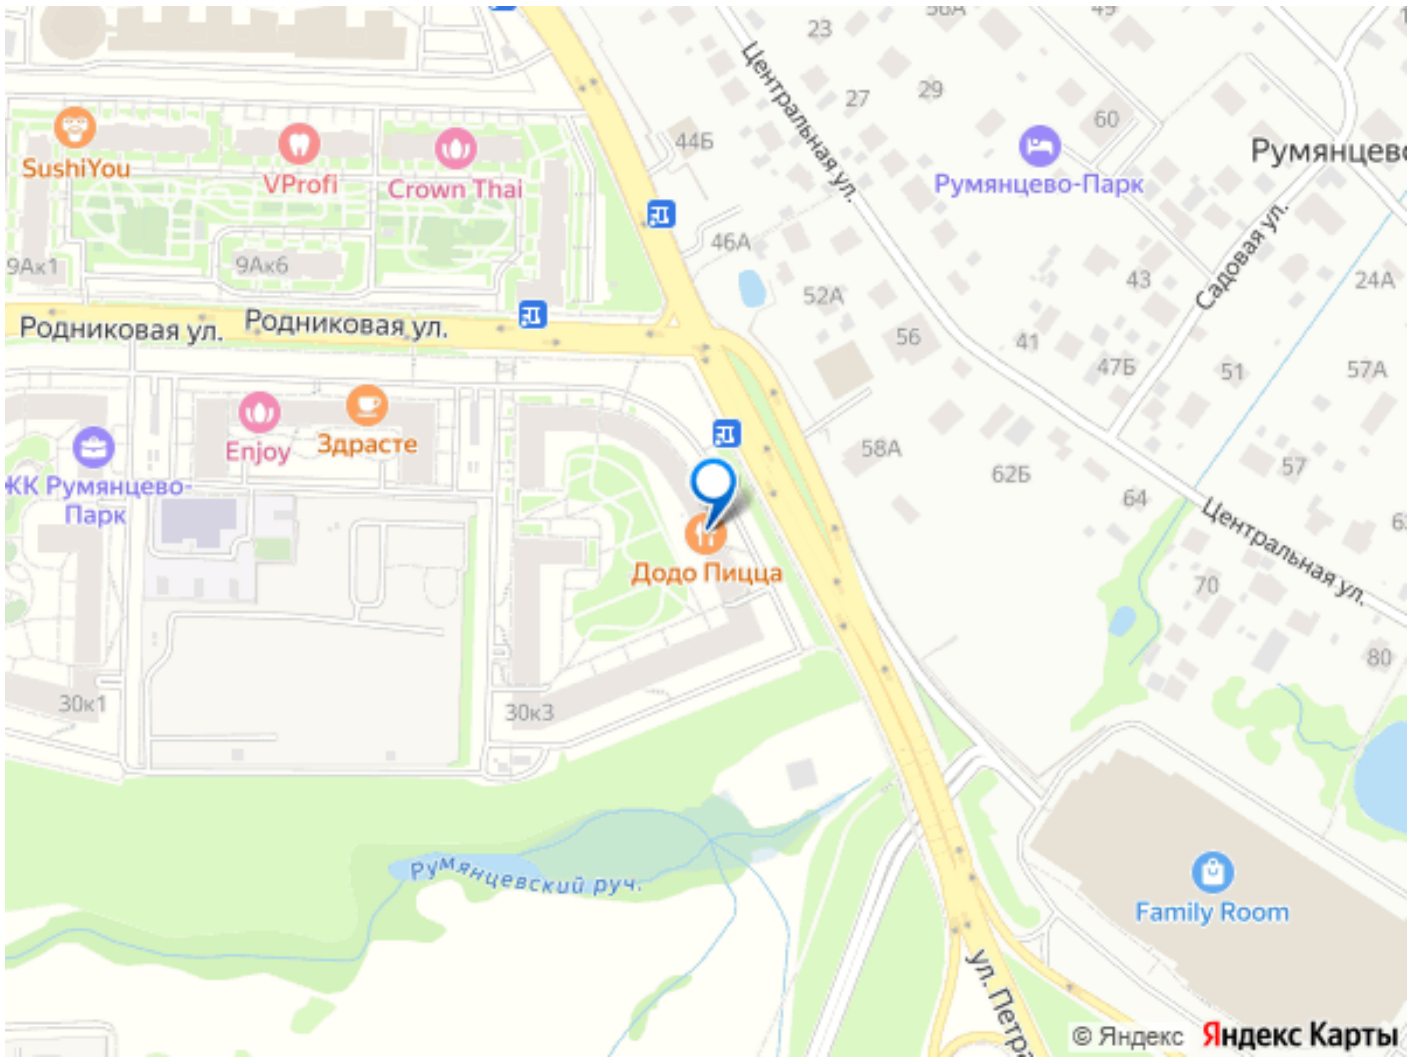 23
49
Центральная ул.
27
29
60
44Б
SushiYou
VProfi
Crown Thai
Румянцево-Парк
Румянцево
46А
Садовая ул.
9Ак1
9Ак6
43
24А
52А
Родниковая ул.
Родниковая ул.
56
41
47Б
51
57А
Enjoy
Здрасте
58А
62Б
57
64
ЖК Румянцево-
Парк
Центральная ул.
Додо Пицца
70
80
30к1
30к3
Румянцевский руч.
Family Room
ул. Петра
© Яндекс
Яндекс Карты